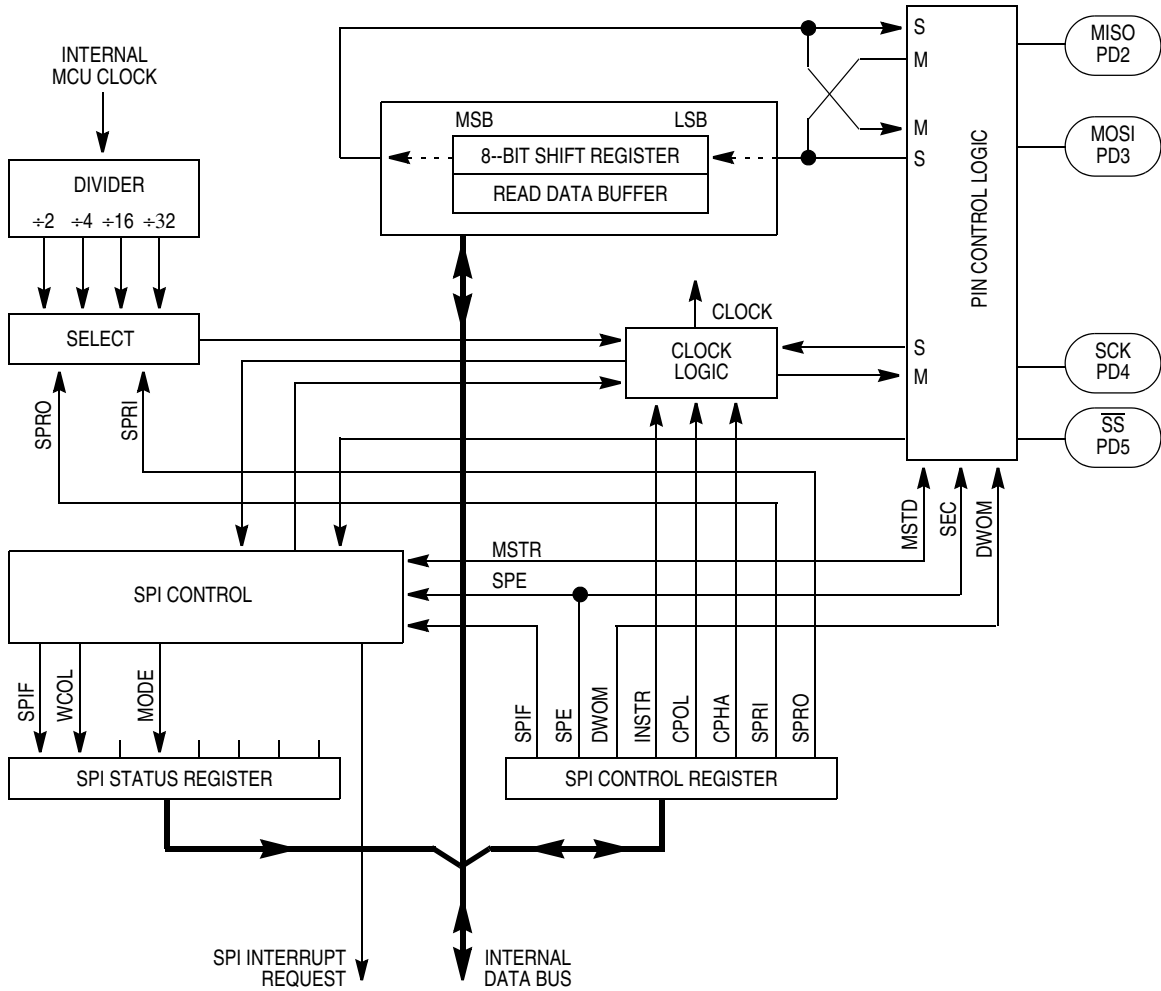 INTERNAL
MCU CLOCK
DIVIDER
÷2 ÷4 ÷16 ÷32
SELECT
SPRO
SPRI
MSB
LSB
8--BIT SHIFT REGISTER
READ DATA BUFFER
S
M
M
S
PIN CONTROL LOGIC
MISO
PD2
MOSI
PD3
CLOCK
CLOCK
LOGIC
S
M
SCK
PD4
SS
PD5
MSTD
SEC
DWOM
MSTR
SPE
SPI CONTROL
SPIF
WCOL
MODE
SPIF
SPE
DWOM
INSTR
CPOL
CPHA
SPRI
SPRO
SPI STATUS REGISTER
SPI CONTROL REGISTER
SPI INTERRUPT
REQUEST
INTERNAL
DATA BUS